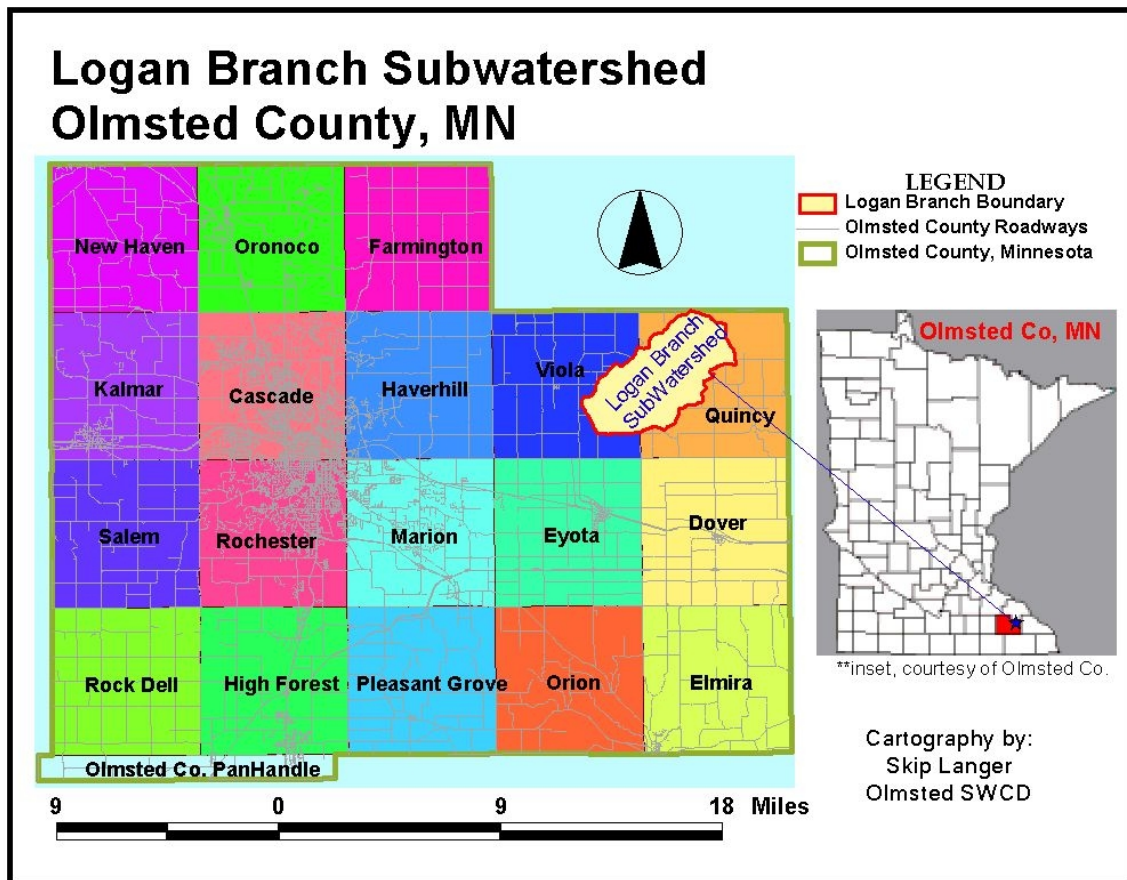 Logan Branch Subwatershed
Olmsted County, MN
LEGEND
Logan Branch Boundary
Olmsted County Roadways
Olmsted County, Minnesota
New Haven
Oronoco
Farmington
Kalmar
Cascade
Haverhill
Viola
Logan Branch
SubWatershed
Quincy
Salem
Rochester
Marion
Eyota
Dover
Rock Dell
High Forest
Pleasant Grove
Orion
Elmira
Olmsted Co. PanHandle
9 0 9 18 Miles
Olmsted Co, MN
**inset, courtesy of Olmsted Co.
Cartography by:
Skip Langer
Olmsted SWCD